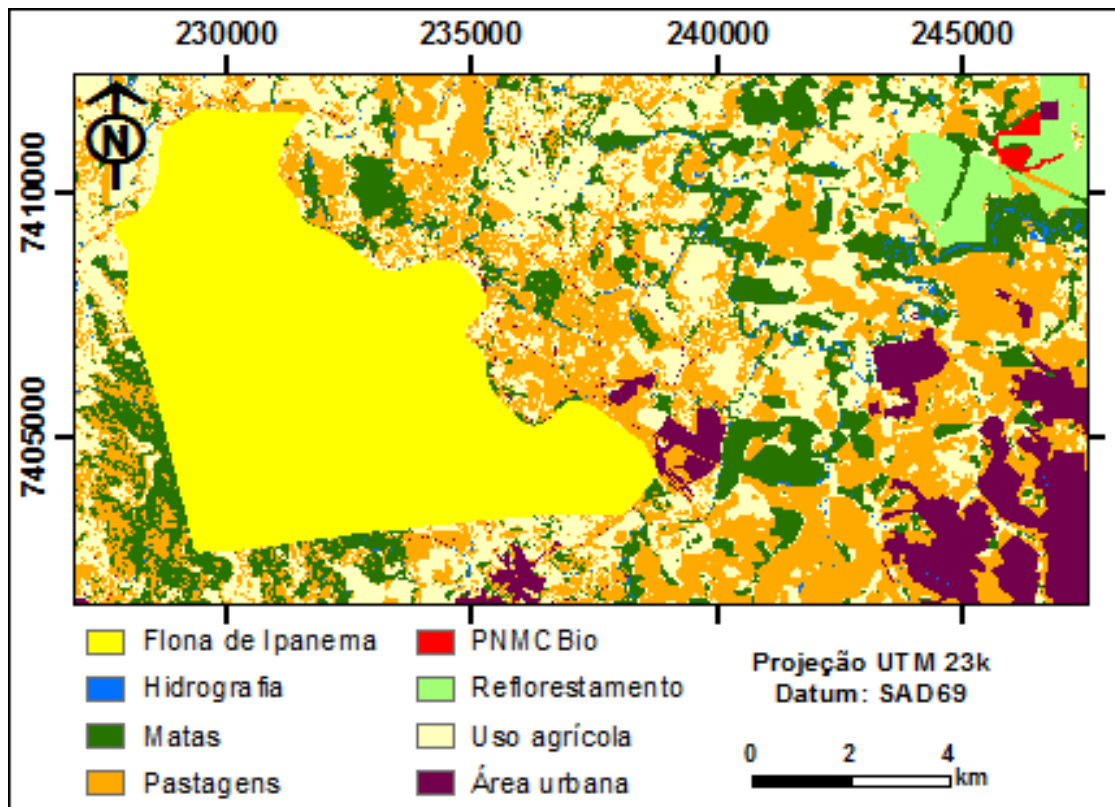 230000 235000 240000 245000
N
7410000
7405000
Flona de Ipanema
PNMCBio
Hidrografia
Reflorestamento
Matas
Uso agrícola
Pastagens
Área urbana
Projeção UTM 23k
Datum: SAD69
0 2 4
km